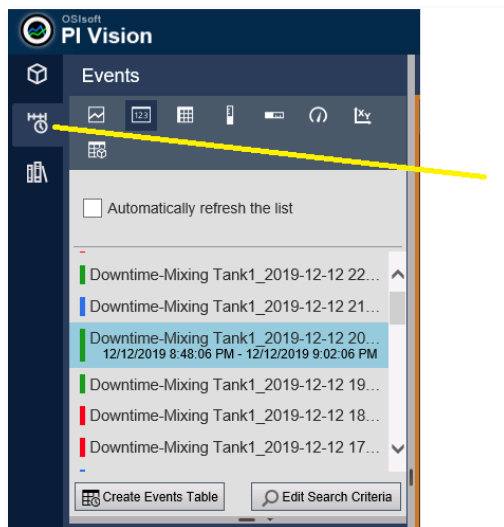 OSIsoft
PI Vision
Events
123
XY
Automatically refresh the list
Downtime-Mixing Tank1_2019-12-12 22...
Downtime-Mixing Tank1_2019-12-12 21...
Downtime-Mixing Tank1_2019-12-12 20...
12/12/2019 8:48:06 PM - 12/12/2019 9:02:06 PM
Downtime-Mixing Tank1_2019-12-12 19...
Downtime-Mixing Tank1_2019-12-12 18...
Downtime-Mixing Tank1_2019-12-12 17...
Create Events Table
Edit Search Criteria